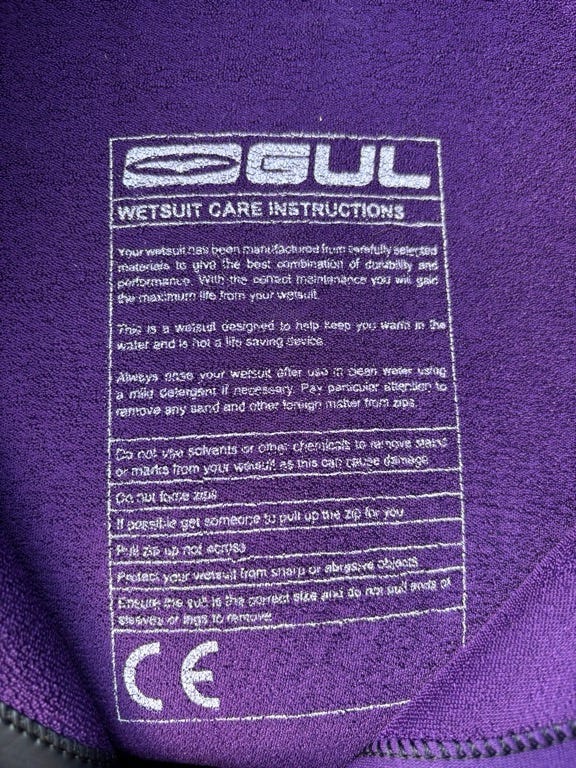 GUL
WETSUIT CARE INSTRUCTIONS
Your wetsuit has been manufactured from carefully selected
materials to give the best combination of durability and
performance. With the correct maintenance you will gain
the maximum life from your wetsuit.
This is a wetsuit designed to help keep you warm in the
water and is not a life saving device.
Always rinse your wetsuit after use in clean water using
a mild detergent if necessary. Pay particular attention to
remove any sand and other foreign matter from zips.
Do not use solvents or other chemicals to remove stains
or marks from your wetsuit as this can cause damage
Do not force zips
If possible get someone to pull up the zip for you
Pull zip up not across
Protect your wetsuit from sharp or abrasive objects
Ensure the suit is the correct size and do not pull ends of
sleeves or legs to remove
CE